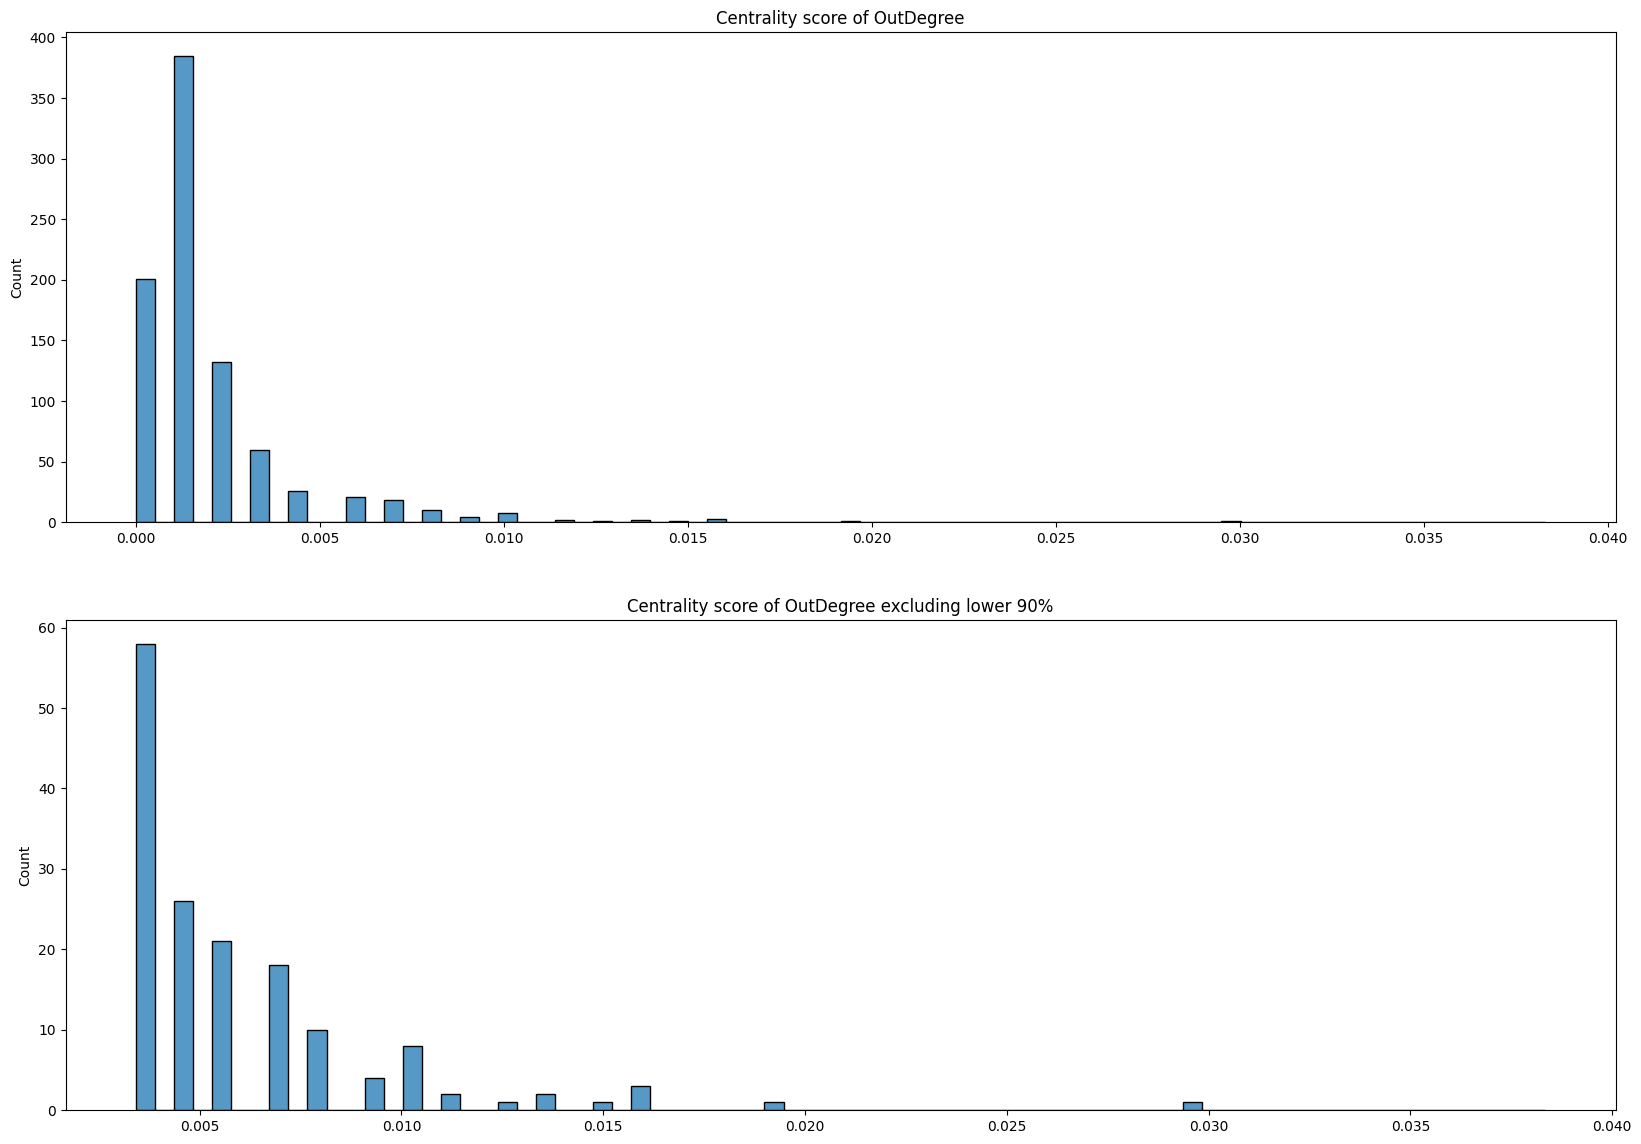 Centrality score of OutDegree
400
350
300
250
200
150
100
50
0
Count
0.000 0.005 0.010 0.015 0.020 0.025 0.030 0.035 0.040
Centrality score of OutDegree excluding lower 90%
60
50
40
30
20
10
0
Count
0.005 0.010 0.015 0.020 0.025 0.030 0.035 0.040